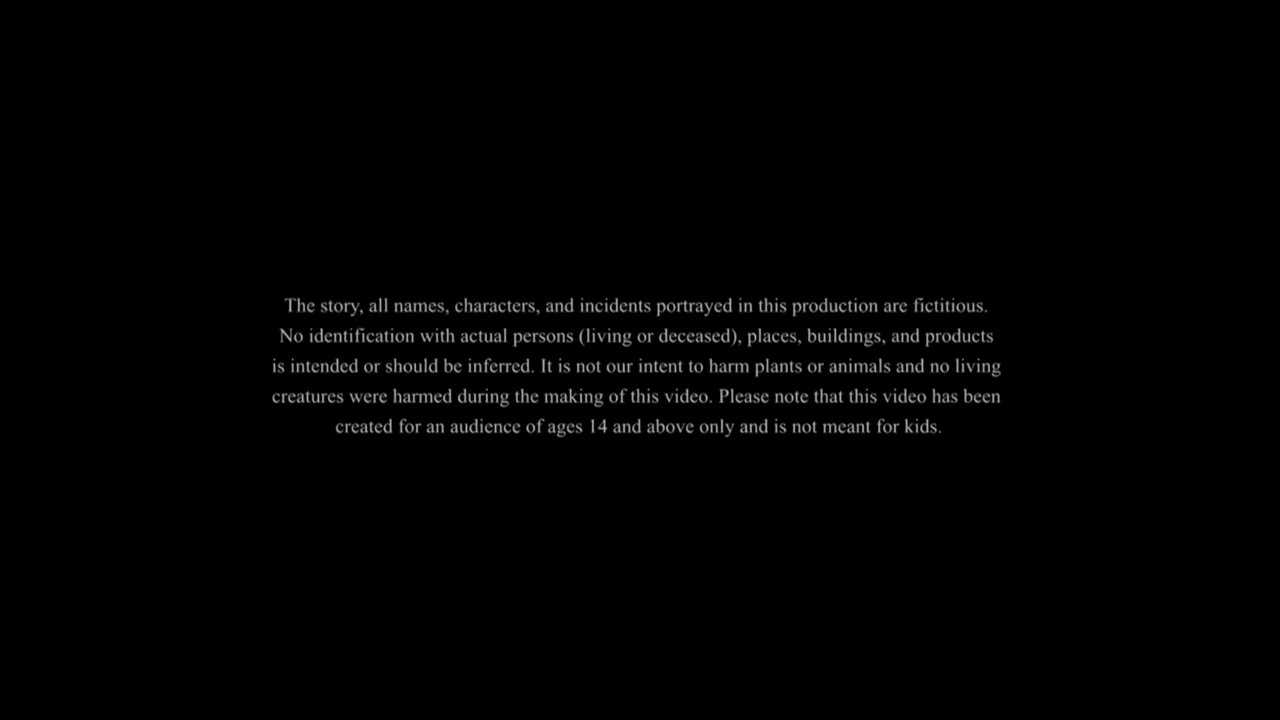 The story, all names, characters, and incidents portrayed in this production are fictitious.
No identification with actual persons (living or deceased), places, buildings, and products
is intended or should be inferred. It is not our intent to harm plants or animals and no living
creatures were harmed during the making of this video. Please note that this video has been
created for an audience of ages 14 and above only and is not meant for kids.